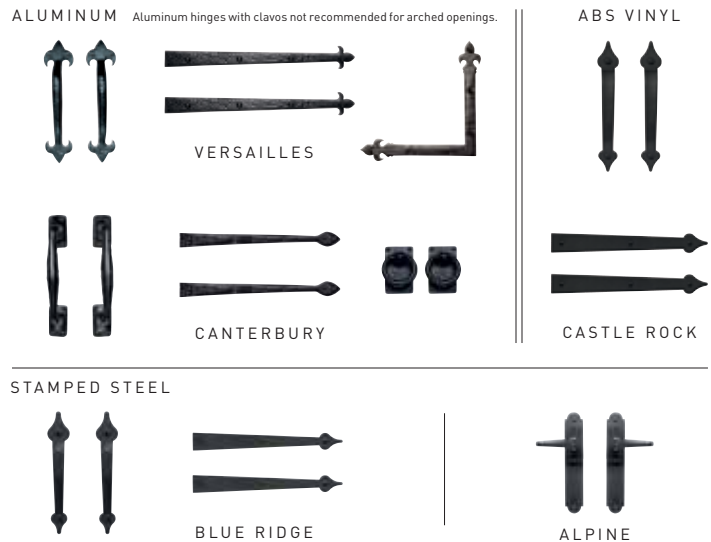 ALUMINUM Aluminum hinges with clavos not recommended for arched openings.
VERSAILLES
CANTERBURY
ABS VINYL
CASTLE ROCK
STAMPED STEEL
BLUE RIDGE
ALPINE